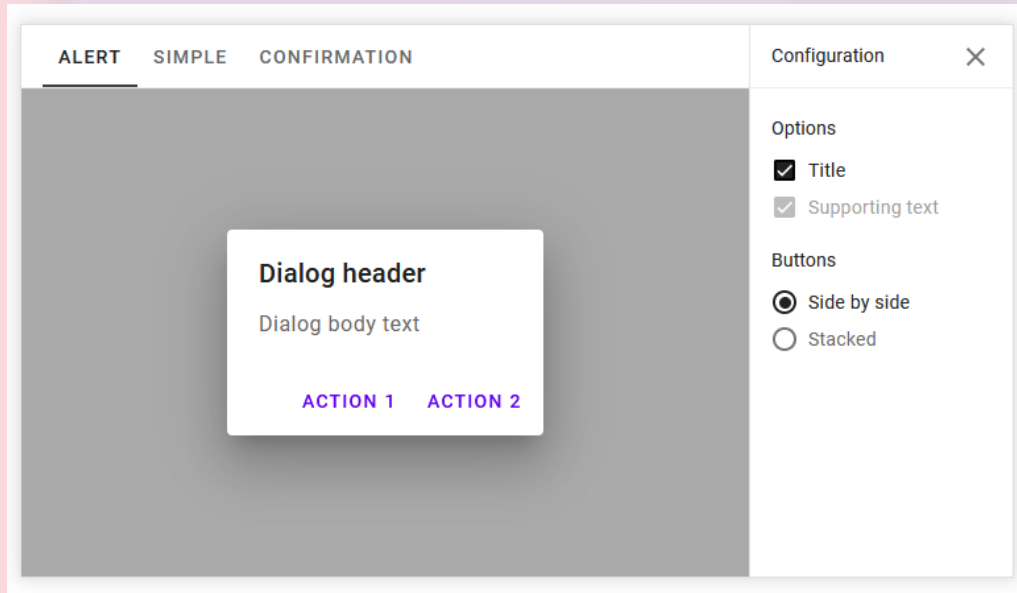 ALERT SIMPLE CONFIRMATION
Configuration
Options
Title
Supporting text
Buttons
Side by side
Stacked
Dialog header
Dialog body text
ACTION 1 ACTION 2